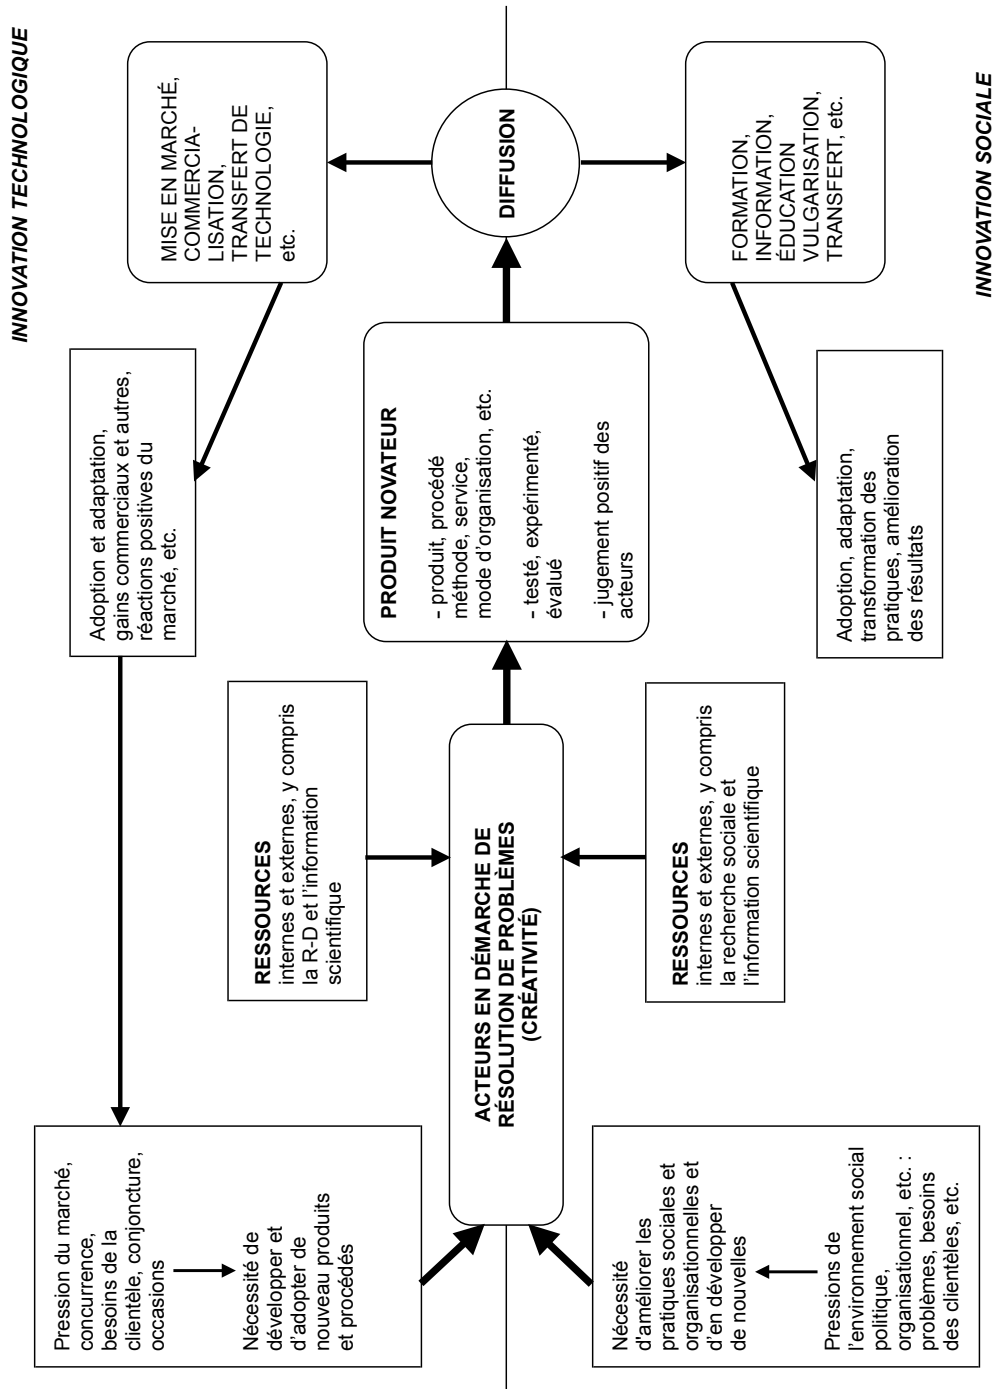 INNOVATION TECHNOLOGIQUE
Pression du marché,
concurrence,
besoins de la
clientèle, conjoncture,
occasions
Nécessité de
développer et
d'adopter de
nouveau produits
et procédés
Adoption et adaptation,
gains commerciaux et autres,
réactions positives du
marché, etc.
MISE EN MARCHÉ,
COMMERCIA-
LISATION,
TRANSFERT DE
TECHNOLOGIE,
etc.
RESSOURCES
internes et externes, y compris
la R-D et l'information
scientifique
ACTEURS EN DÉMARCHE DE
RÉSOLUTION DE PROBLÈMES
(CRÉATIVITÉ)
PRODUIT NOVATEUR
- produit, procédé
méthode, service,
mode d'organisation, etc.
- testé, expérimenté,
évalué
- jugement positif des
acteurs
DIFFUSION
RESSOURCES
internes et externes, y compris
la recherche sociale et
l'information scientifique
Nécessité
d'améliorer les
pratiques sociales et
organisationnelles et
d'en développer
de nouvelles
Pressions de
l'environnement social
politique,
organisationnel, etc. :
problèmes, besoins
des clientèles, etc.
Adoption, adaptation,
transformation des
pratiques, amélioration
des résultats
FORMATION,
INFORMATION,
ÉDUCATION
VULGARISATION,
TRANSFERT, etc.
INNOVATION SOCIALE